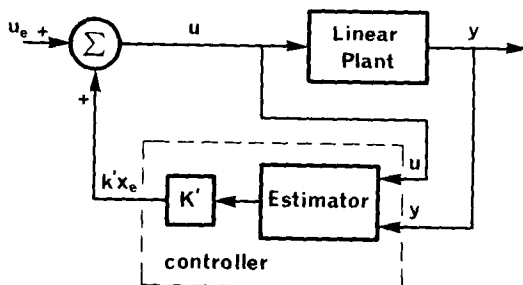 u_e +
Σ
u
Linear
Plant
y
+
k'x_e
K'
Estimator
u
y
controller